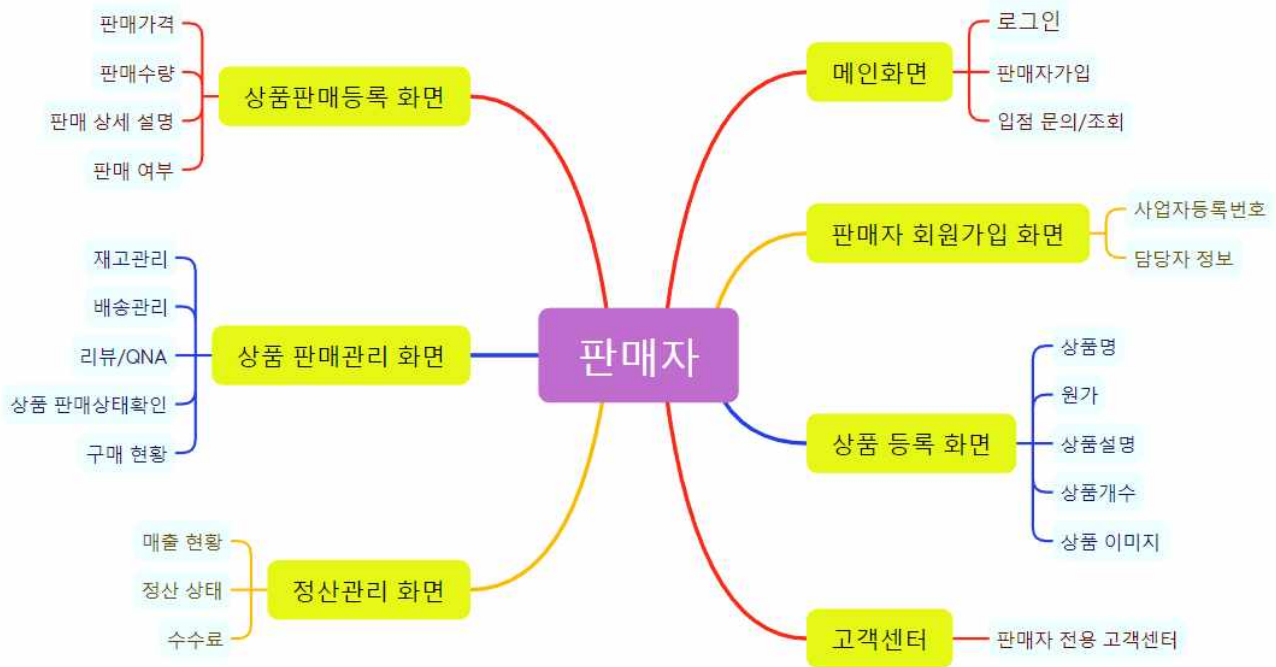 판매자
메인화면
로그인
판매자가입
입점 문의/조회
판매자 회원가입 화면
사업자등록번호
담당자 정보
상품 등록 화면
상품명
원가
상품설명
상품개수
상품 이미지
고객센터
판매자 전용 고객센터
상품판매등록 화면
판매가격
판매수량
판매 상세 설명
판매 여부
상품 판매관리 화면
재고관리
배송관리
리뷰/QNA
상품 판매상태확인
구매 현황
정산관리 화면
매출 현황
정산 상태
수수료